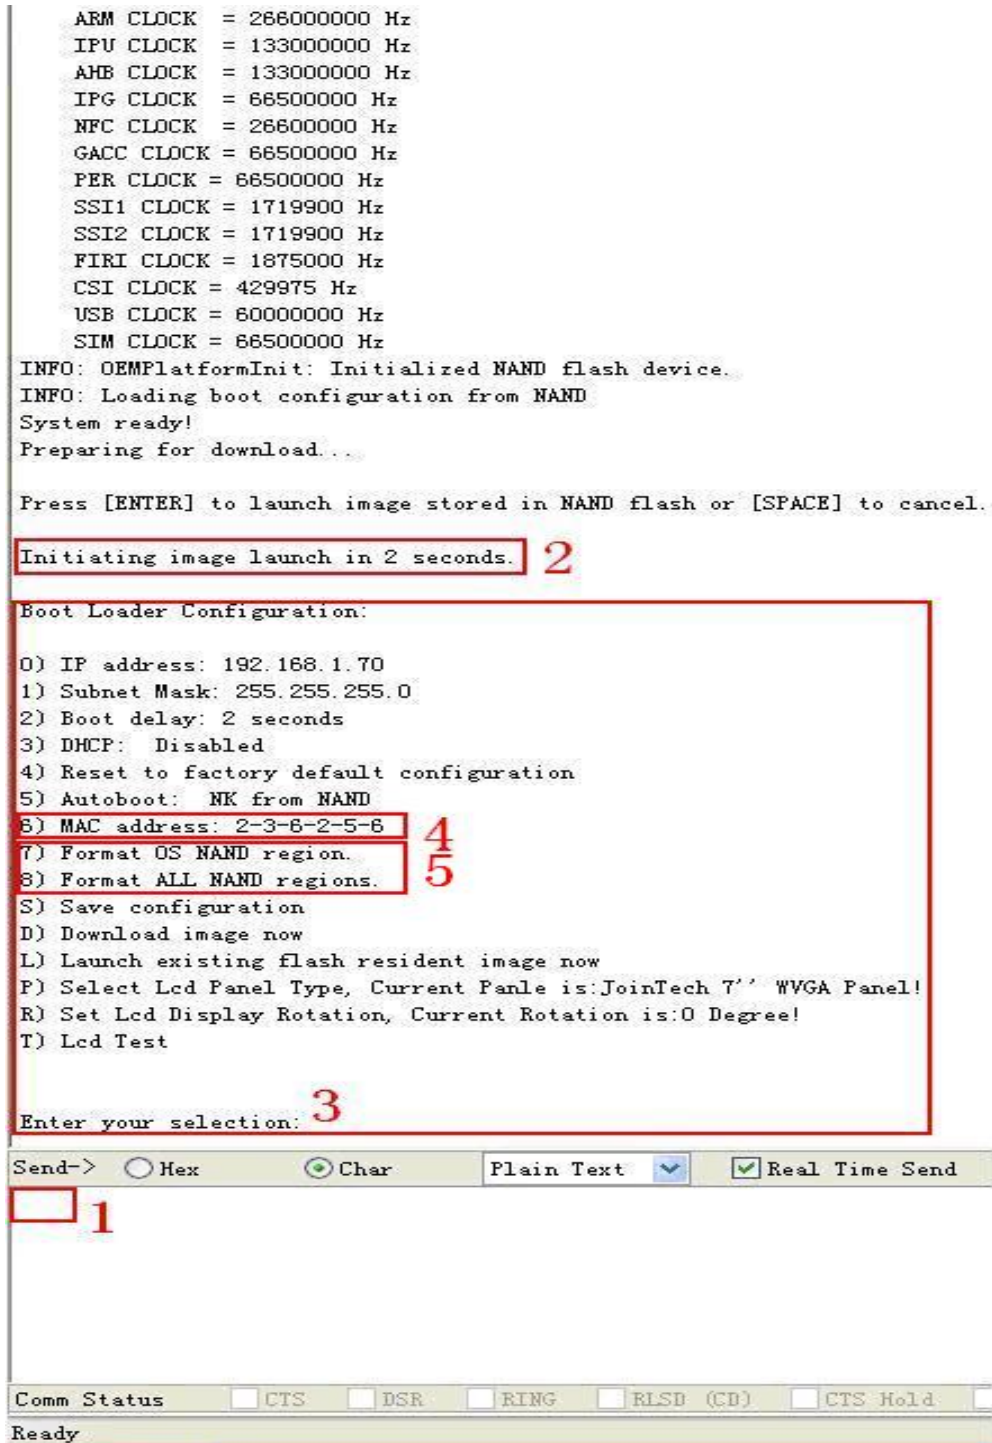 ARM CLOCK = 266000000 Hz
IPU CLOCK = 133000000 Hz
AHB CLOCK = 133000000 Hz
IPG CLOCK = 66500000 Hz
NFC CLOCK = 26600000 Hz
GACC CLOCK = 66500000 Hz
PER CLOCK = 66500000 Hz
SSI1 CLOCK = 1719900 Hz
SSI2 CLOCK = 1719900 Hz
FIRI CLOCK = 1875000 Hz
CSI CLOCK = 429975 Hz
USB CLOCK = 60000000 Hz
SIM CLOCK = 66500000 Hz
INFO: OEMPlatformInit: Initialized NAND flash device.
INFO: Loading boot configuration from NAND
System ready!
Preparing for download...
Press [ENTER] to launch image stored in NAND flash or [SPACE] to cancel.
Initiating image launch in 2 seconds. 2
Boot Loader Configuration:
0) IP address: 192.168.1.70
1) Subnet Mask: 255.255.255.0
2) Boot delay: 2 seconds
3) DHCP: Disabled
4) Reset to factory default configuration
5) Autoboot: NK from NAND
6) MAC address: 2-3-6-2-5-6 4
7) Format OS NAND region.
8) Format ALL NAND regions. 5
S) Save configuration
D) Download image now
L) Launch existing flash resident image now
P) Select Lcd Panel Type, Current Panle is:JoinTech 7'' WVGA Panel!
R) Set Lcd Display Rotation, Current Rotation is:0 Degree!
T) Lcd Test
Enter your selection: 3
Send-> Hex Char Plain Text Real Time Send
1
Comm Status CTS DSR RING RLSD (CD) CTS Hold
Ready